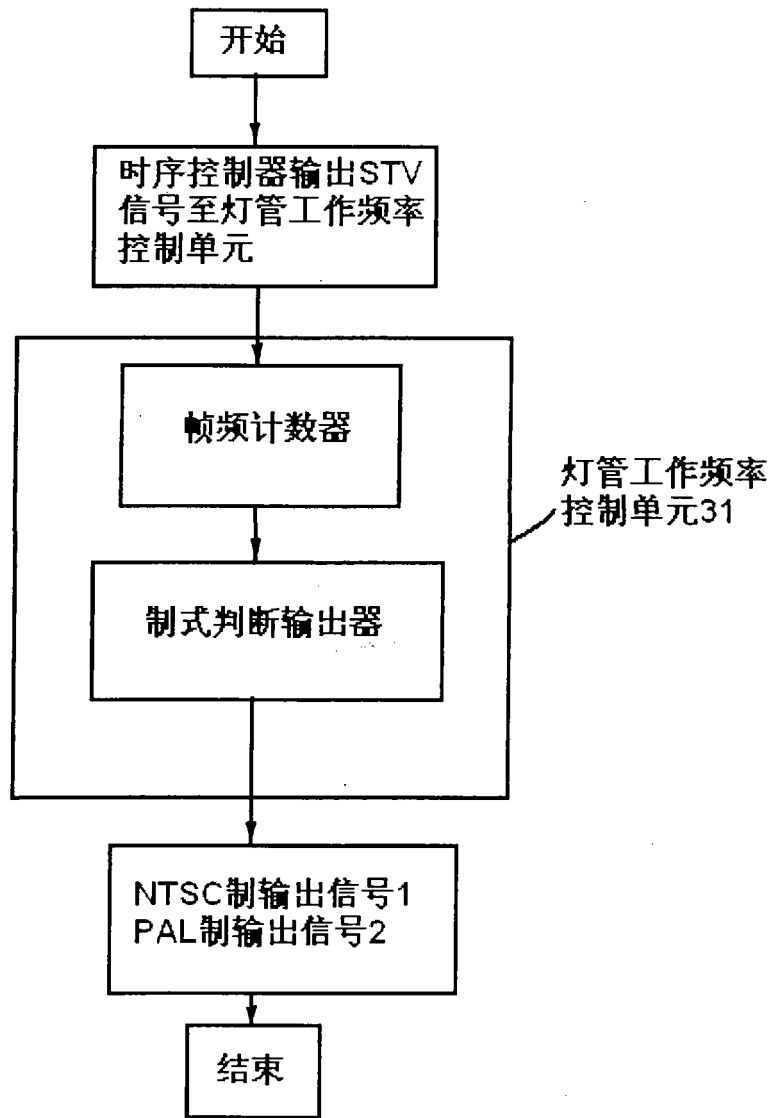 开始
时序控制器输出STV
信号至灯管工作频率
控制单元
帧频计数器
灯管工作频率
控制单元31
制式判断输出器
NTSC制输出信号1
PAL制输出信号2
结束